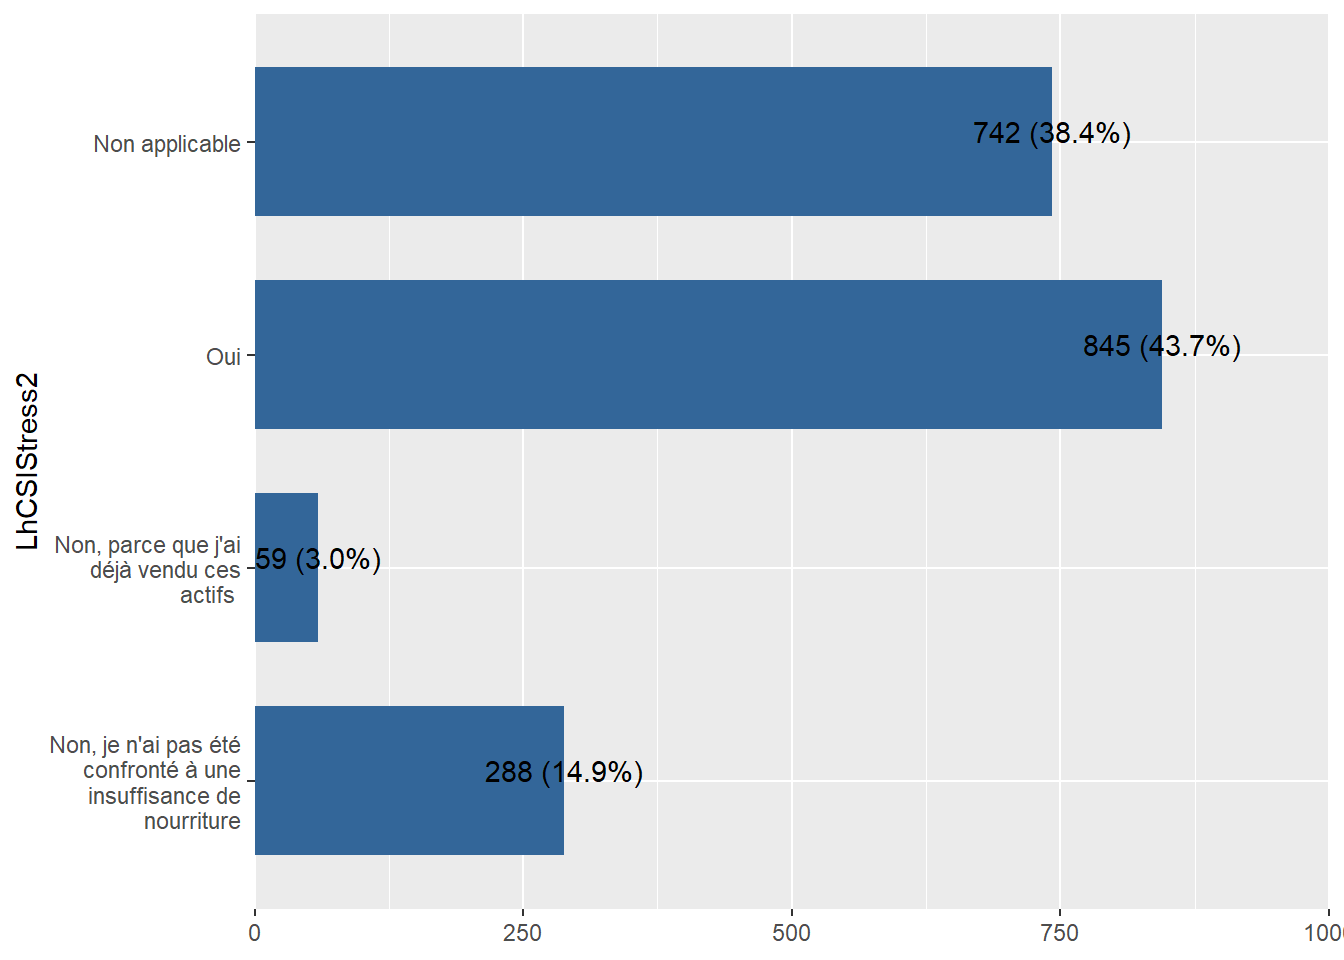 Non applicable
742 (38.4%)
Oui
845 (43.7%)
LhCSIStress2
Non, parce que j'ai
déjà vendu ces
actifs
59 (3.0%)
Non, je n'ai pas été
confronté à une
insuffisance de
nourriture
288 (14.9%)
0 250 500 750 100